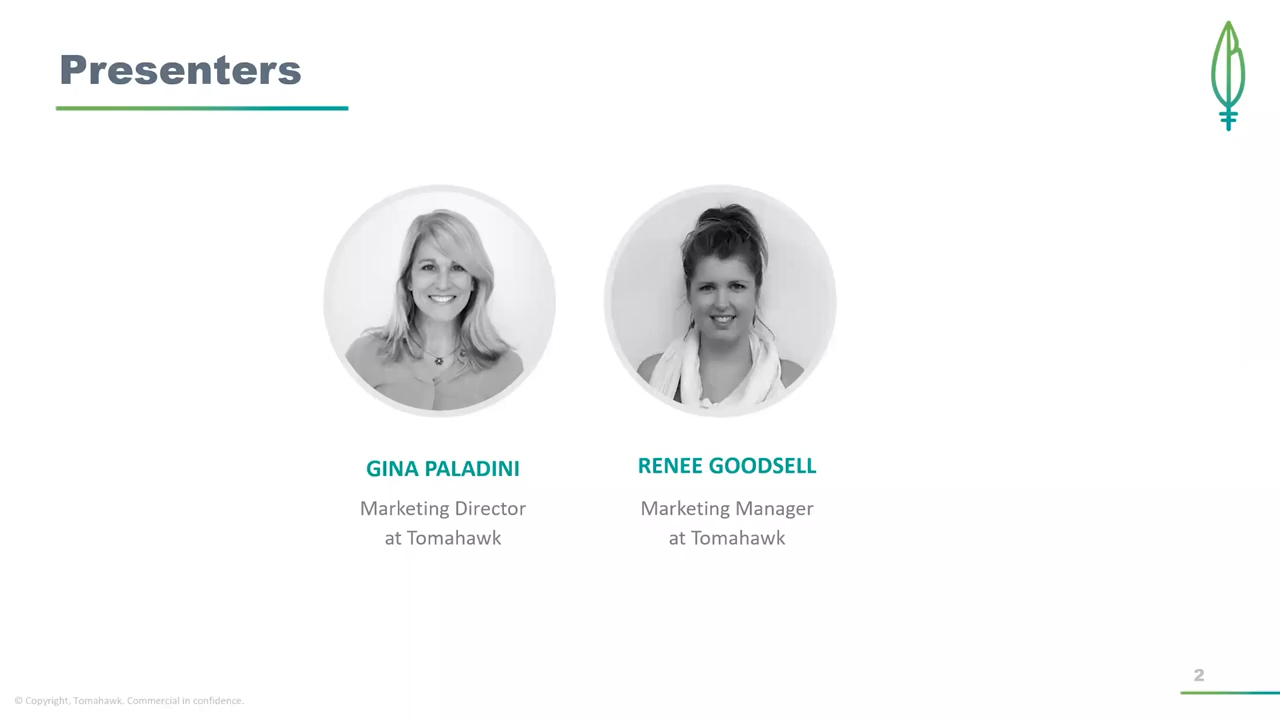 Presenters
GINA PALADINI
Marketing Director
at Tomahawk
RENEE GOODSELL
Marketing Manager
at Tomahawk
2
© Copyright, Tomahawk. Commercial in confidence.